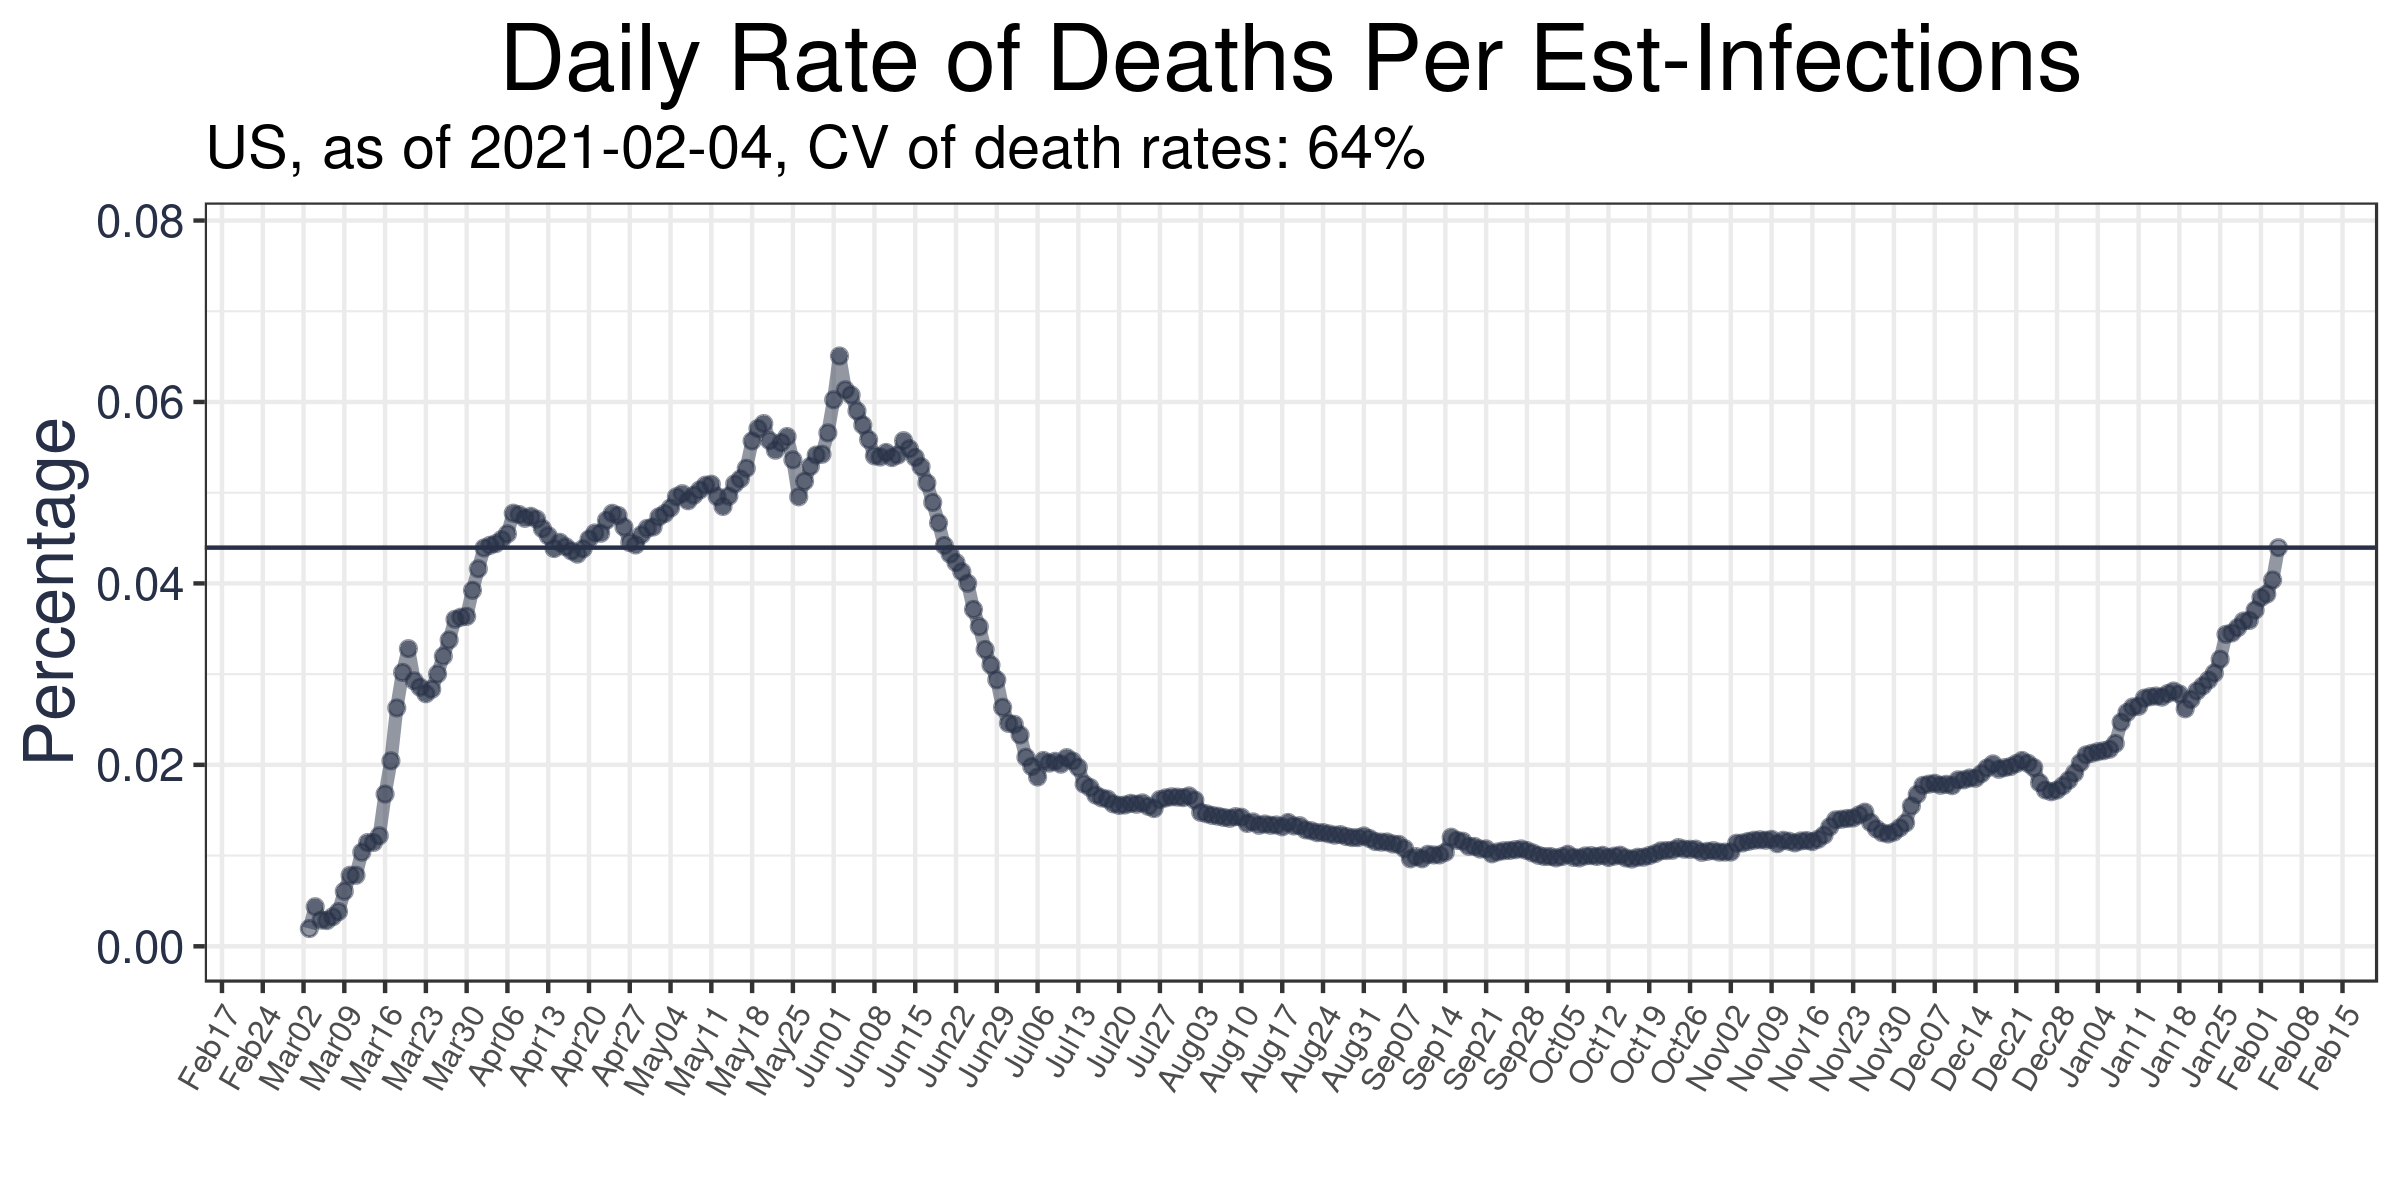 Daily Rate of Deaths Per Est-Infections
US, as of 2021-02-04, CV of death rates: 64%
Percentage
0.08
0.06
0.04
0.02
0.00
Feb17
Feb24
Mar02
Mar09
Mar16
Mar23
Mar30
Apr06
Apr13
Apr20
Apr27
May04
May11
May18
May25
Jun01
Jun08
Jun15
Jun22
Jun29
Jul06
Jul13
Jul20
Jul27
Aug03
Aug10
Aug17
Aug24
Aug31
Sep07
Sep14
Sep21
Sep28
Oct05
Oct12
Oct19
Oct26
Nov02
Nov09
Nov16
Nov23
Nov30
Dec07
Dec14
Dec21
Dec28
Jan04
Jan11
Jan18
Jan25
Feb01
Feb08
Feb15